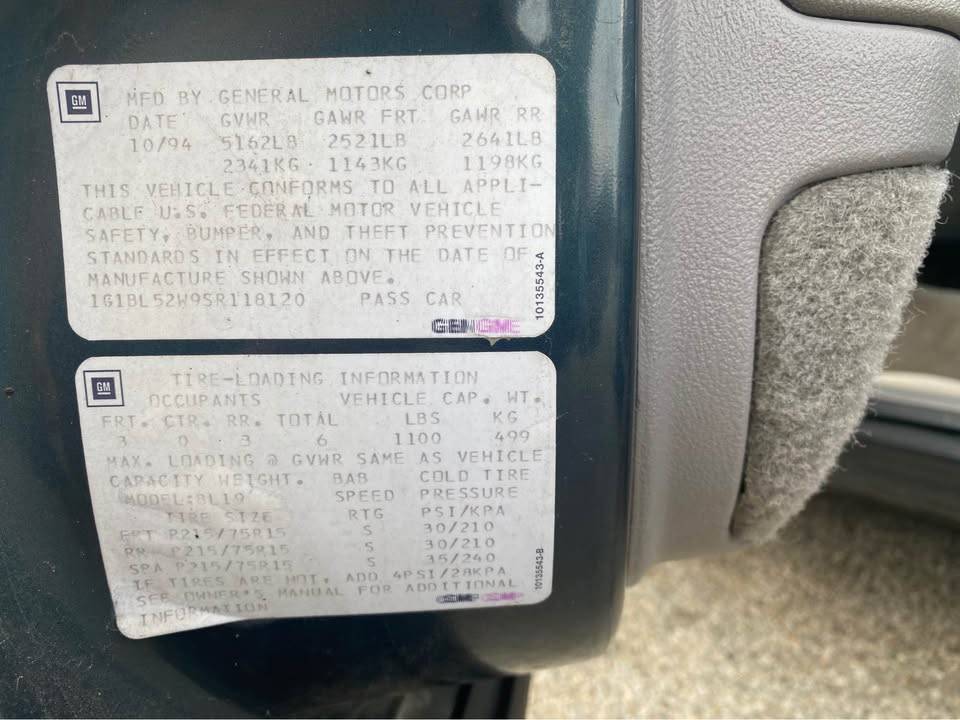 GM
MFD BY GENERAL MOTORS CORP
DATE GVWR GAWR FRT GAWR RR
10/94 5162LB 2521LB 2641LB
2341KG 1143KG 1198KG
THIS VEHICLE CONFORMS TO ALL APPLI-
CABLE U.S. FEDERAL MOTOR VEHICLE
SAFETY, BUMPER, AND THEFT PREVENTION
STANDARDS IN EFFECT ON THE DATE OF
MANUFACTURE SHOWN ABOVE.
1G1BL52W9SR118120 PASS CAR
10135543-A
GM
TIRE-LOADING INFORMATION
OCCUPANTS VEHICLE CAP. WT.
FRT. CTR. RR. TOTAL LBS KG
3 0 3 6 1100 499
MAX. LOADING @ GVWR SAME AS VEHICLE
CAPACITY WEIGHT. BAB COLD TIRE
MODEL:BL19 SPEED PRESSURE
TIRE SIZE RTG PSI/KPA
FRT P215/75R15 S 30/210
RR P215/75R15 S 30/210
SPA P215/75R15 S 35/240
IF TIRES ARE HOT, ADD 4PSI/28KPA
SEE OWNER'S MANUAL FOR ADDITIONAL
INFORMATION
10135543-B